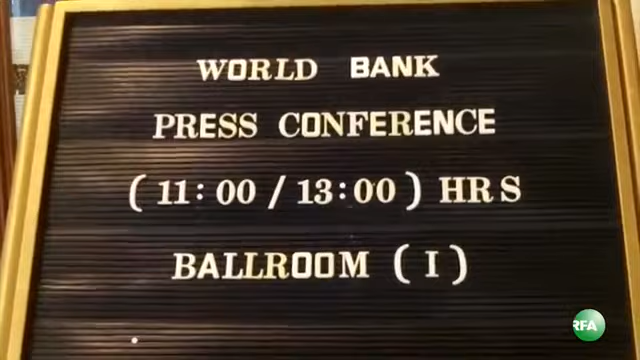 WORLD BANK
PRESS CONFERENCE
( 11:00 / 13:00 ) HRS
BALLROOM ( I )
RFA